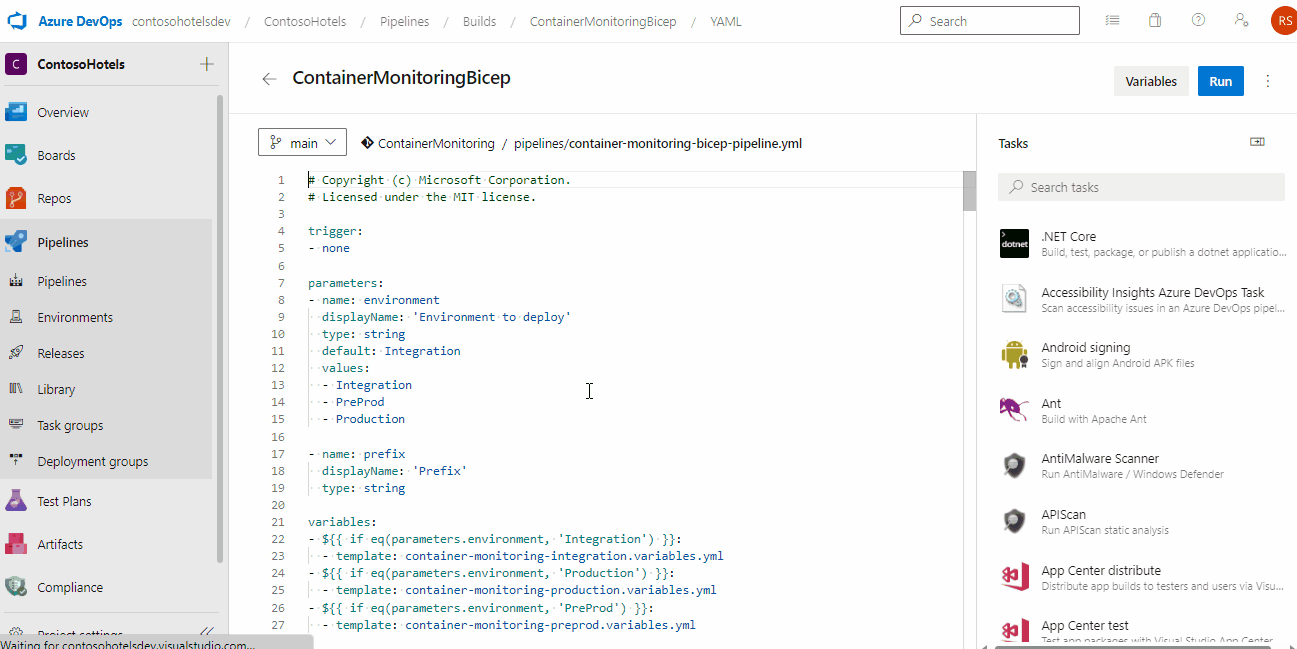 Azure DevOps contosohotelsdev / ContosoHotels / Pipelines / Builds / ContainerMonitoringBicep / YAML
Search
RS
C ContosoHotels
Overview
Boards
Repos
Pipelines
Pipelines
Environments
Releases
Library
Task groups
Deployment groups
Test Plans
Artifacts
Compliance
Project settings
Waiting for contosohotelsdev.visualstudio.com...
ContainerMonitoringBicep
Variables
Run
main
ContainerMonitoring / pipelines/container-monitoring-bicep-pipeline.yml
1 # Copyright (c) Microsoft Corporation.
2 # Licensed under the MIT license.
3
4 trigger:
5 - none
6
7 parameters:
8 - name: environment
9 displayName: 'Environment to deploy'
10 type: string
11 default: Integration
12 values:
13 - Integration
14 - PreProd
15 - Production
16
17 - name: prefix
18 displayName: 'Prefix'
19 type: string
20
21 variables:
22 - ${{ if eq(parameters.environment, 'Integration') }}:
23 - template: container-monitoring-integration.variables.yml
24 - ${{ if eq(parameters.environment, 'Production') }}:
25 - template: container-monitoring-production.variables.yml
26 - ${{ if eq(parameters.environment, 'PreProd') }}:
27 - template: container-monitoring-preprod.variables.yml
Tasks
Search tasks
dotnet
.NET Core
Build, test, package, or publish a dotnet applicatio...
Accessibility Insights Azure DevOps Task
Scan accessibility issues in an Azure DevOps pipel...
Android signing
Sign and align Android APK files
Ant
Build with Apache Ant
AntiMalware Scanner
Run AntiMalware / Windows Defender
APIScan
Run APIScan static analysis
App Center distribute
Distribute app builds to testers and users via Visu...
App Center test
Test app packages with Visual Studio App Center